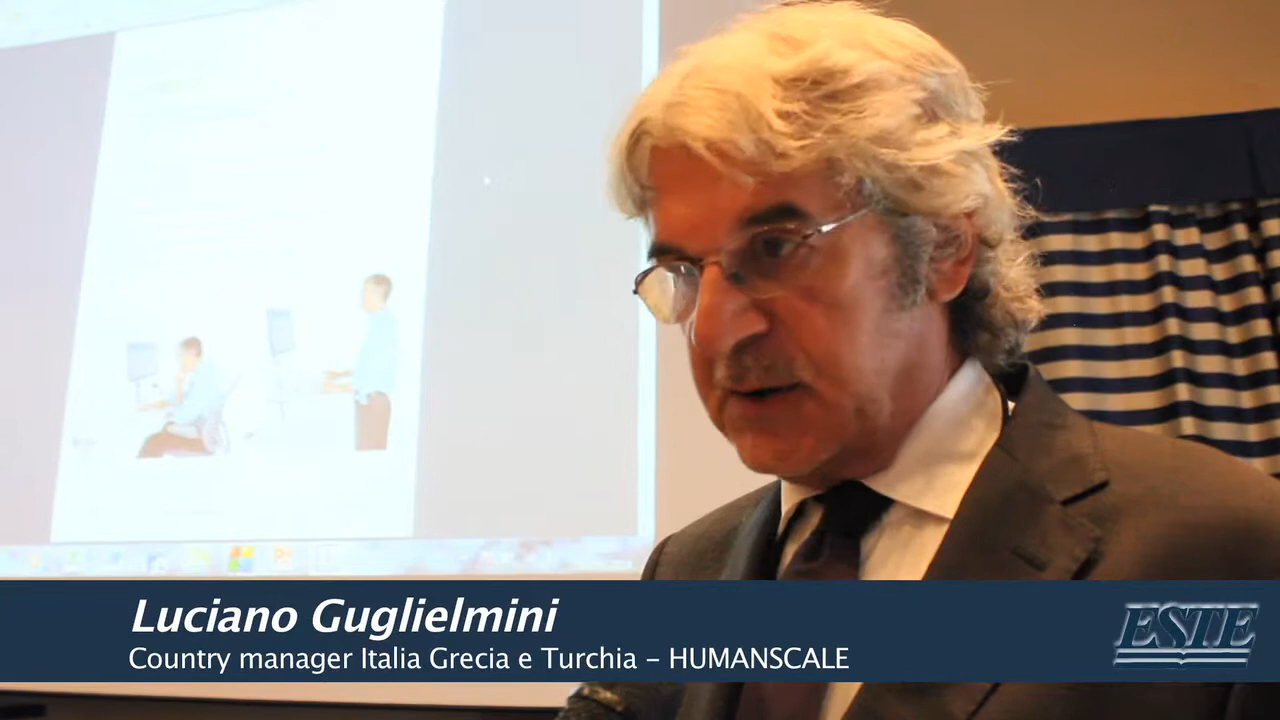 Luciano Guglielmini
Country manager Italia Grecia e Turchia – HUMANSCALE
ESTE